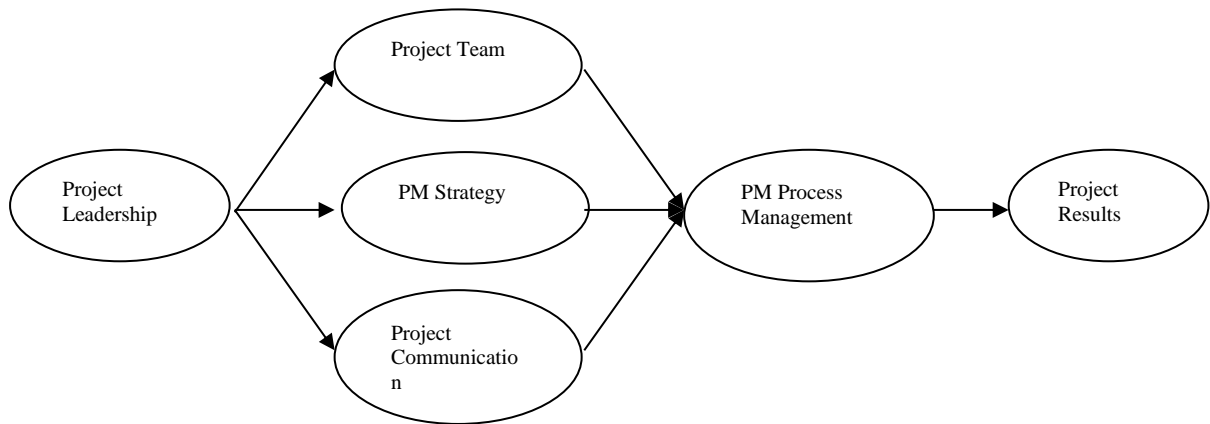 Project Team
Project
Leadership
PM Strategy
PM Process
Management
Project
Results
Project
Communicatio
n